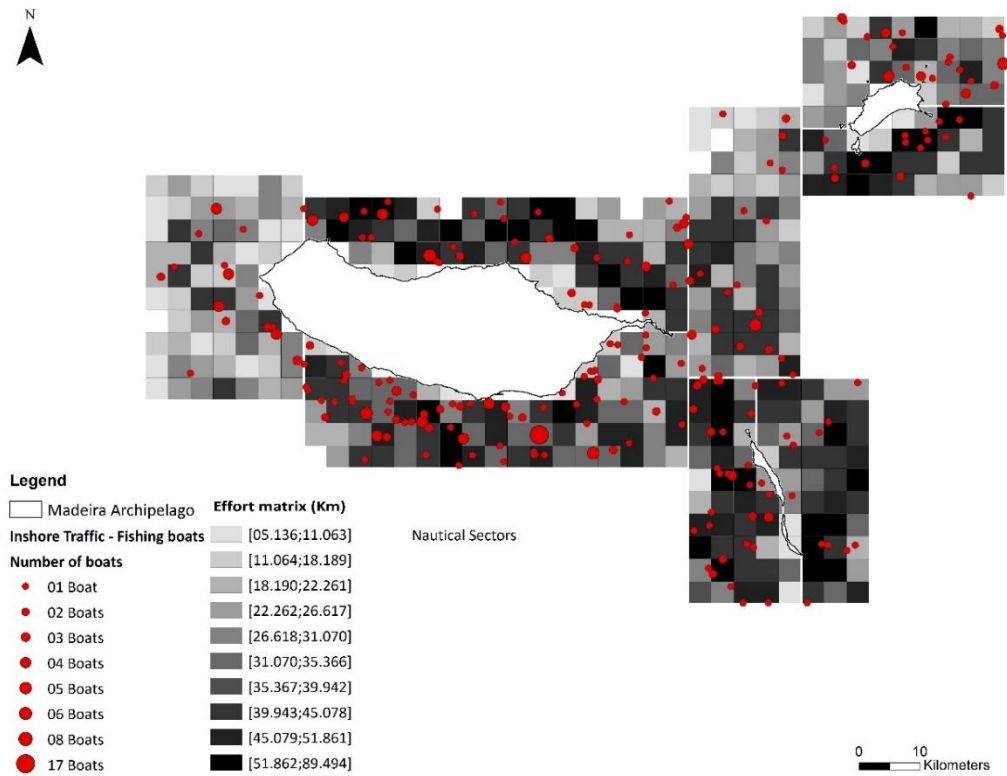 N
Legend
Madeira Archipelago
Inshore Traffic - Fishing boats
Number of boats
01 Boat
02 Boats
03 Boats
04 Boats
05 Boats
06 Boats
08 Boats
17 Boats
Effort matrix (Km)
[05.136;11.063]
[11.064;18.189]
[18.190;22.261]
[22.262;26.617]
[26.618;31.070]
[31.070;35.366]
[35.367;39.942]
[39.943;45.078]
[45.079;51.861]
[51.862;89.494]
Nautical Sectors
0 10
Kilometers